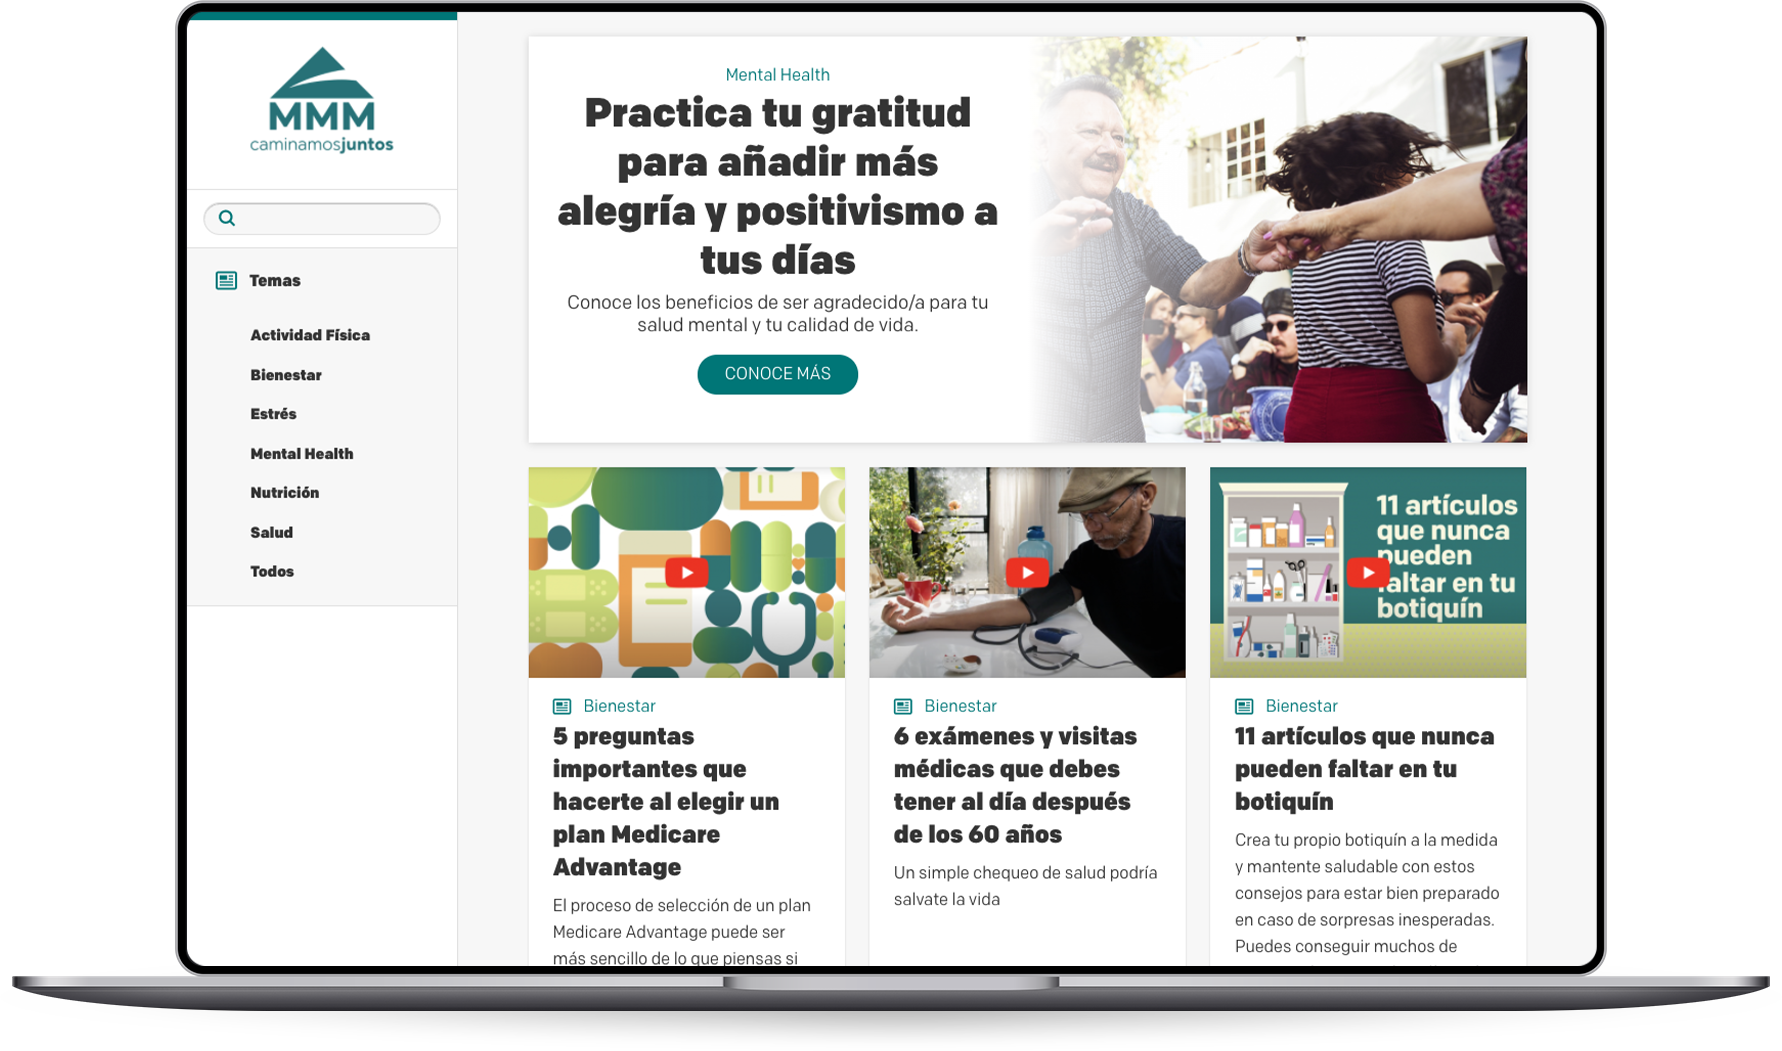 MMM
caminamosjuntos
Temas
Actividad Física
Bienestar
Estrés
Mental Health
Nutrición
Salud
Todos
Mental Health
Practica tu gratitud
para añadir más
alegría y positivismo a
tus días
Conoce los beneficios de ser agradecido/a para tu
salud mental y tu calidad de vida.
CONOCE MÁS
Bienestar
5 preguntas
importantes que
hacerte al elegir un
plan Medicare
Advantage
El proceso de selección de un plan
Medicare Advantage puede ser
más sencillo de lo que piensas si
Bienestar
6 exámenes y visitas
médicas que debes
tener al día después
de los 60 años
Un simple chequeo de salud podría
salvate la vida
11 artículos
que nunca
pueden
faltar en tu
botiquín
Bienestar
11 artículos que nunca
pueden faltar en tu
botiquín
Crea tu propio botiquín a la medida
y mantente saludable con estos
consejos para estar bien preparado
en caso de sorpresas inesperadas.
Puedes conseguir muchos de